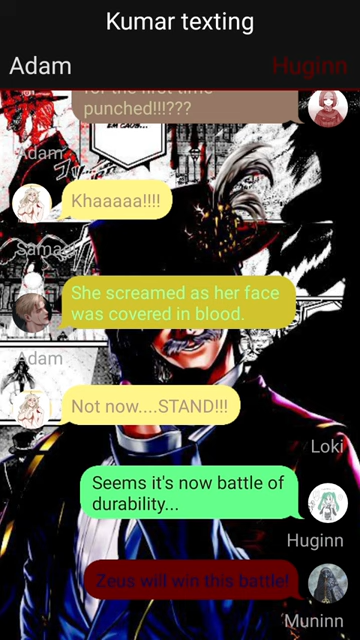 Kumar texting
Adam
Huginn
for the first time
punched!!!???
Adam
Khaaaaa!!!!
Sama
She screamed as her face
was covered in blood.
Adam
Not now....STAND!!!
Loki
Seems it's now battle of
durability...
Huginn
Zeus will win this battle!
Muninn